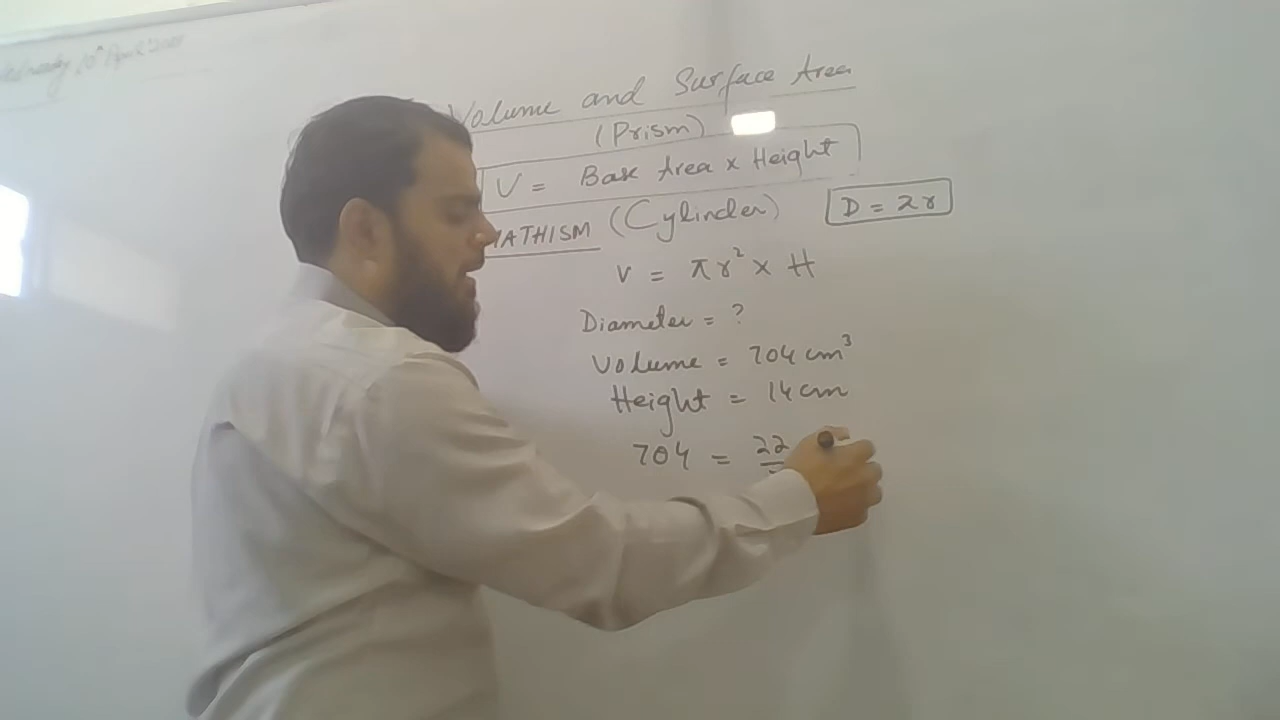 Volume and Surface Area
(Prism)
V = Base Area x Height
MATHISM (Cylinder) D = 2r
V = πr² x H
Diameter = ?
Volume = 704 cm³
Height = 14 cm
704 = 22